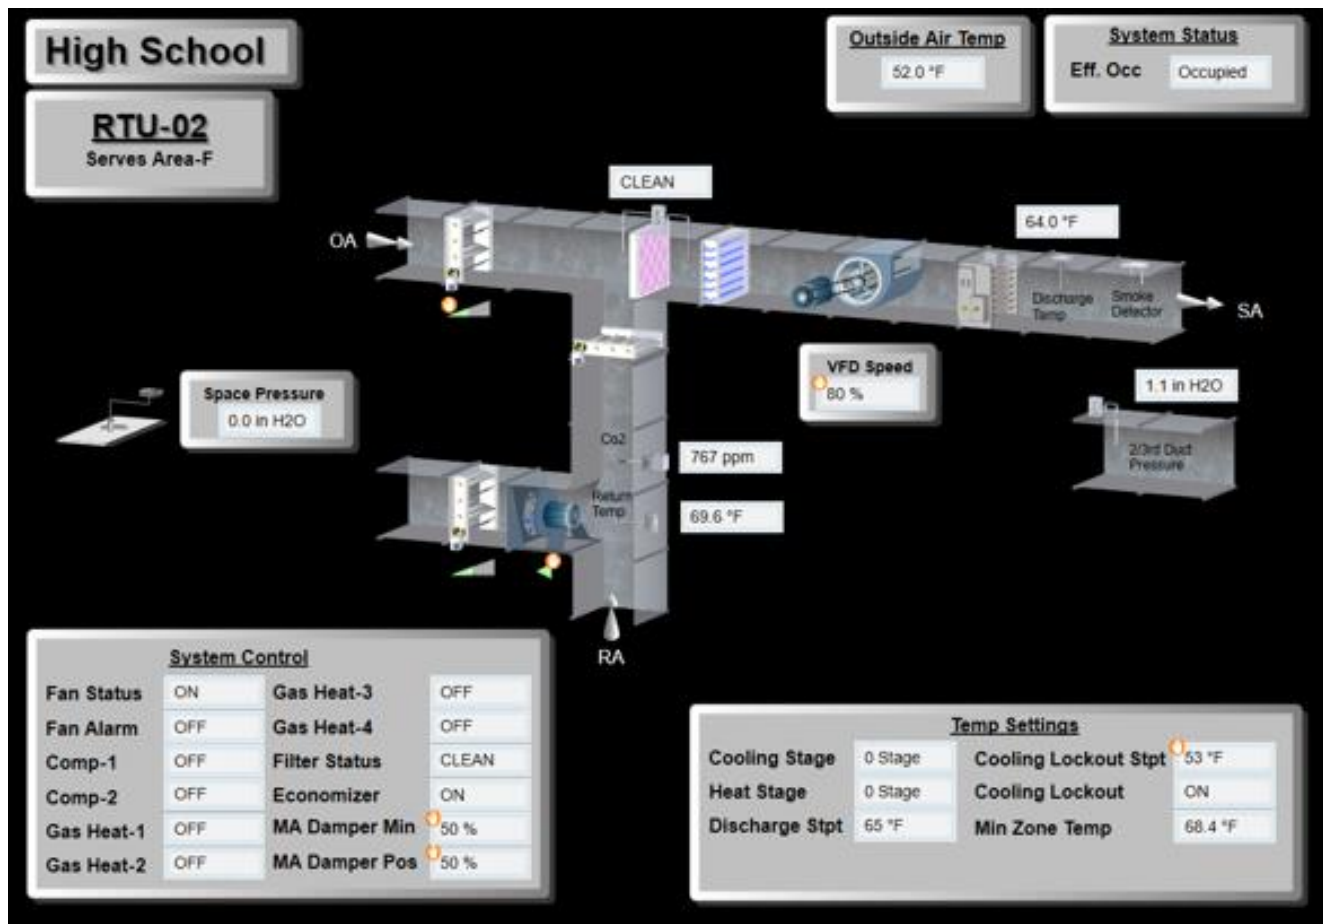 High School
Outside Air Temp
52.0 °F
System Status
Eff. Occ Occupied
RTU-02
Serves Area-F
CLEAN
OA
64.0 °F
Discharge Temp
Smoke Detector
SA
VFD Speed
80 %
Space Pressure
0.0 in H2O
1.1 in H2O
2/3rd Duct
Pressure
Co2
767 ppm
Return
Temp
69.6 °F
RA
System Control
Fan Status ON Gas Heat-3 OFF
Fan Alarm OFF Gas Heat-4 OFF
Comp-1 OFF Filter Status CLEAN
Comp-2 OFF Economizer ON
Gas Heat-1 OFF MA Damper Min 50 %
Gas Heat-2 OFF MA Damper Pos 50 %
Temp Settings
Cooling Stage 0 Stage Cooling Lockout Stpt 53 °F
Heat Stage 0 Stage Cooling Lockout ON
Discharge Stpt 65 °F Min Zone Temp 68.4 °F